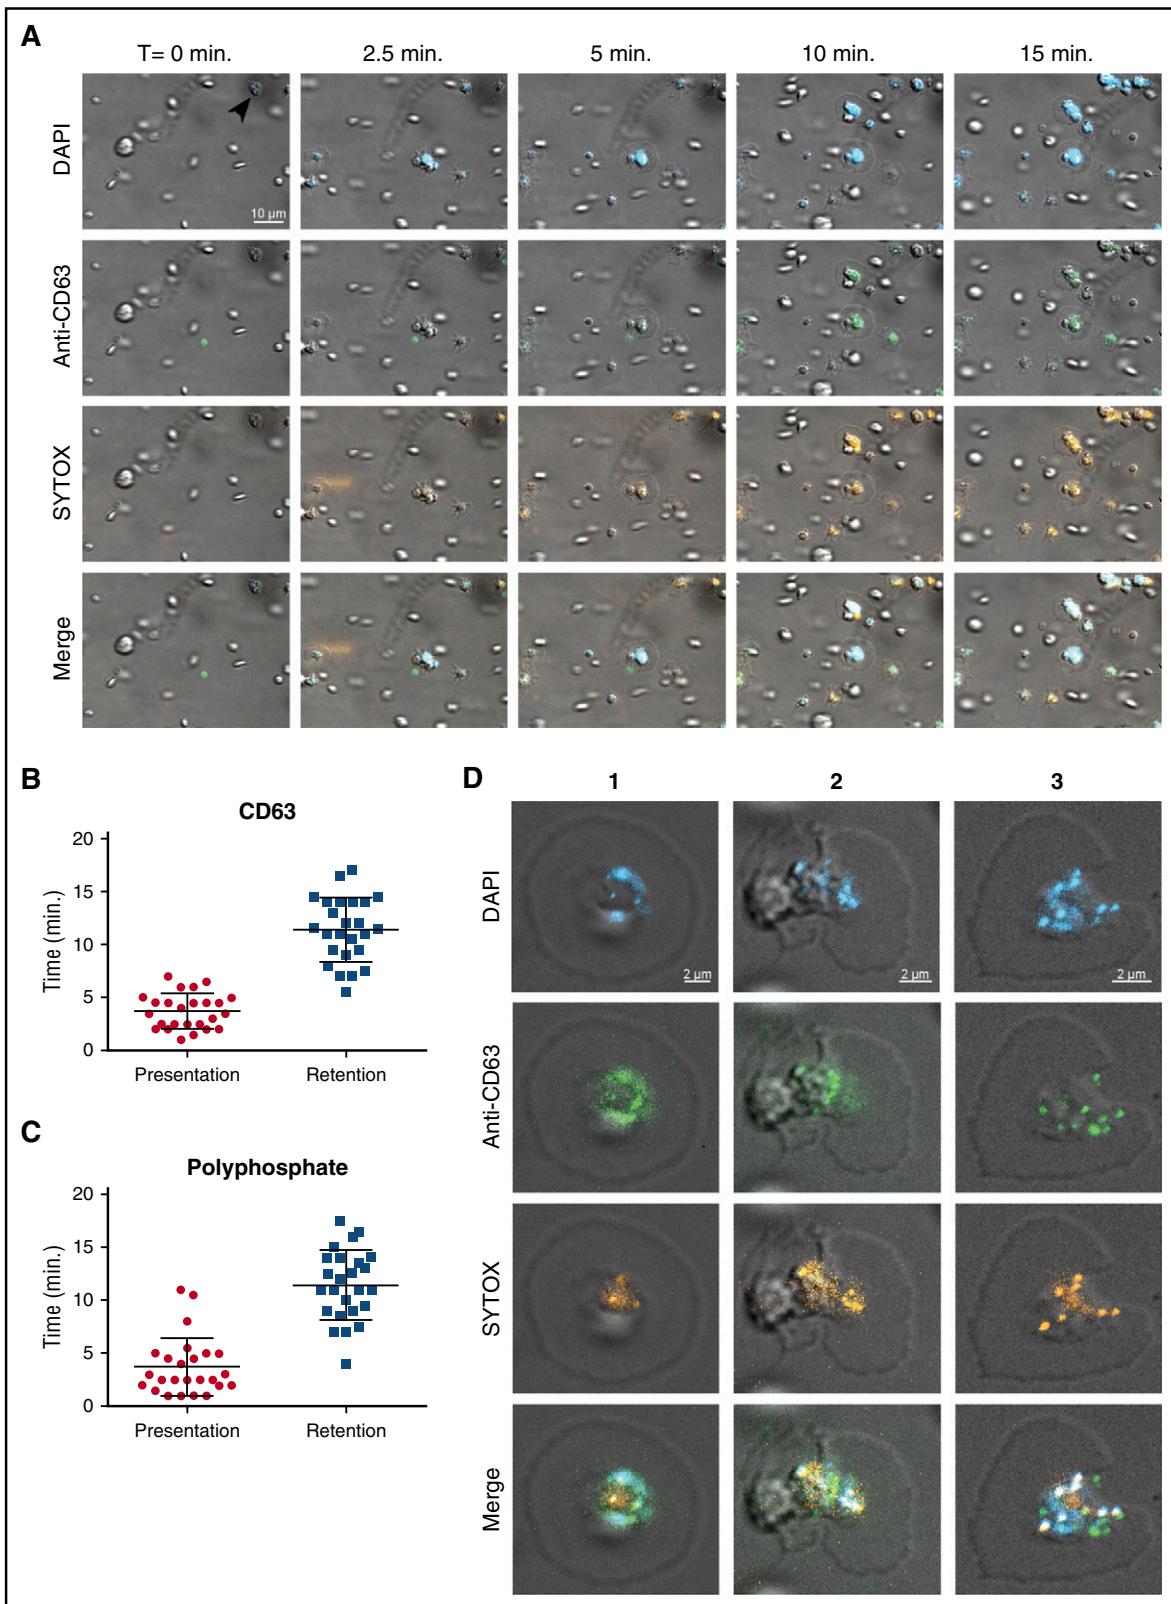 A
T= 0 min. 2.5 min. 5 min. 10 min. 15 min.
DAPI
10 µm
Anti-CD63
SYTOX
Merge
B
CD63
20
15
10
5
0
Time (min.)
Presentation Retention
C
Polyphosphate
20
15
10
5
0
Time (min.)
Presentation Retention
D
1 2 3
DAPI
2 µm 2 µm 2 µm
Anti-CD63
SYTOX
Merge